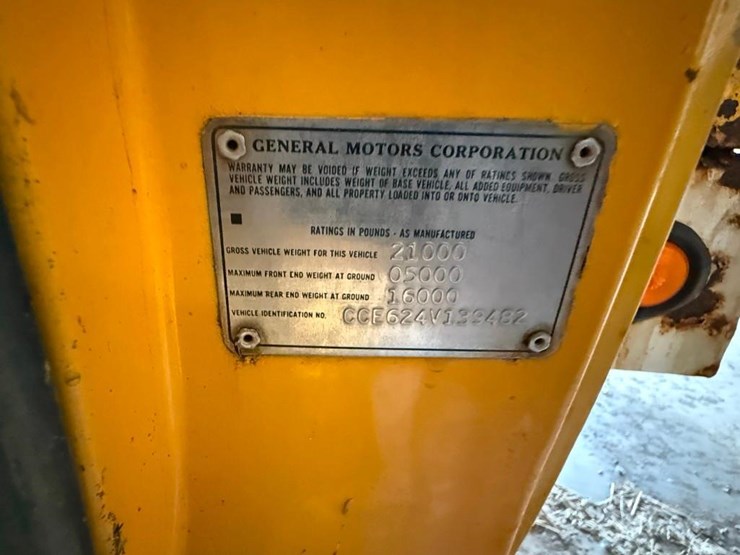 GENERAL MOTORS CORPORATION
WARRANTY MAY BE VOIDED IF WEIGHT EXCEEDS ANY OF RATINGS SHOWN. GROSS
VEHICLE WEIGHT INCLUDES WEIGHT OF BASE VEHICLE, ALL ADDED EQUIPMENT, DRIVER
AND PASSENGERS, AND ALL PROPERTY LOADED INTO OR ONTO VEHICLE.
RATINGS IN POUNDS - AS MANUFACTURED
GROSS VEHICLE WEIGHT FOR THIS VEHICLE 21000
MAXIMUM FRONT END WEIGHT AT GROUND 05000
MAXIMUM REAR END WEIGHT AT GROUND 16000
VEHICLE IDENTIFICATION NO. CCE624V139482